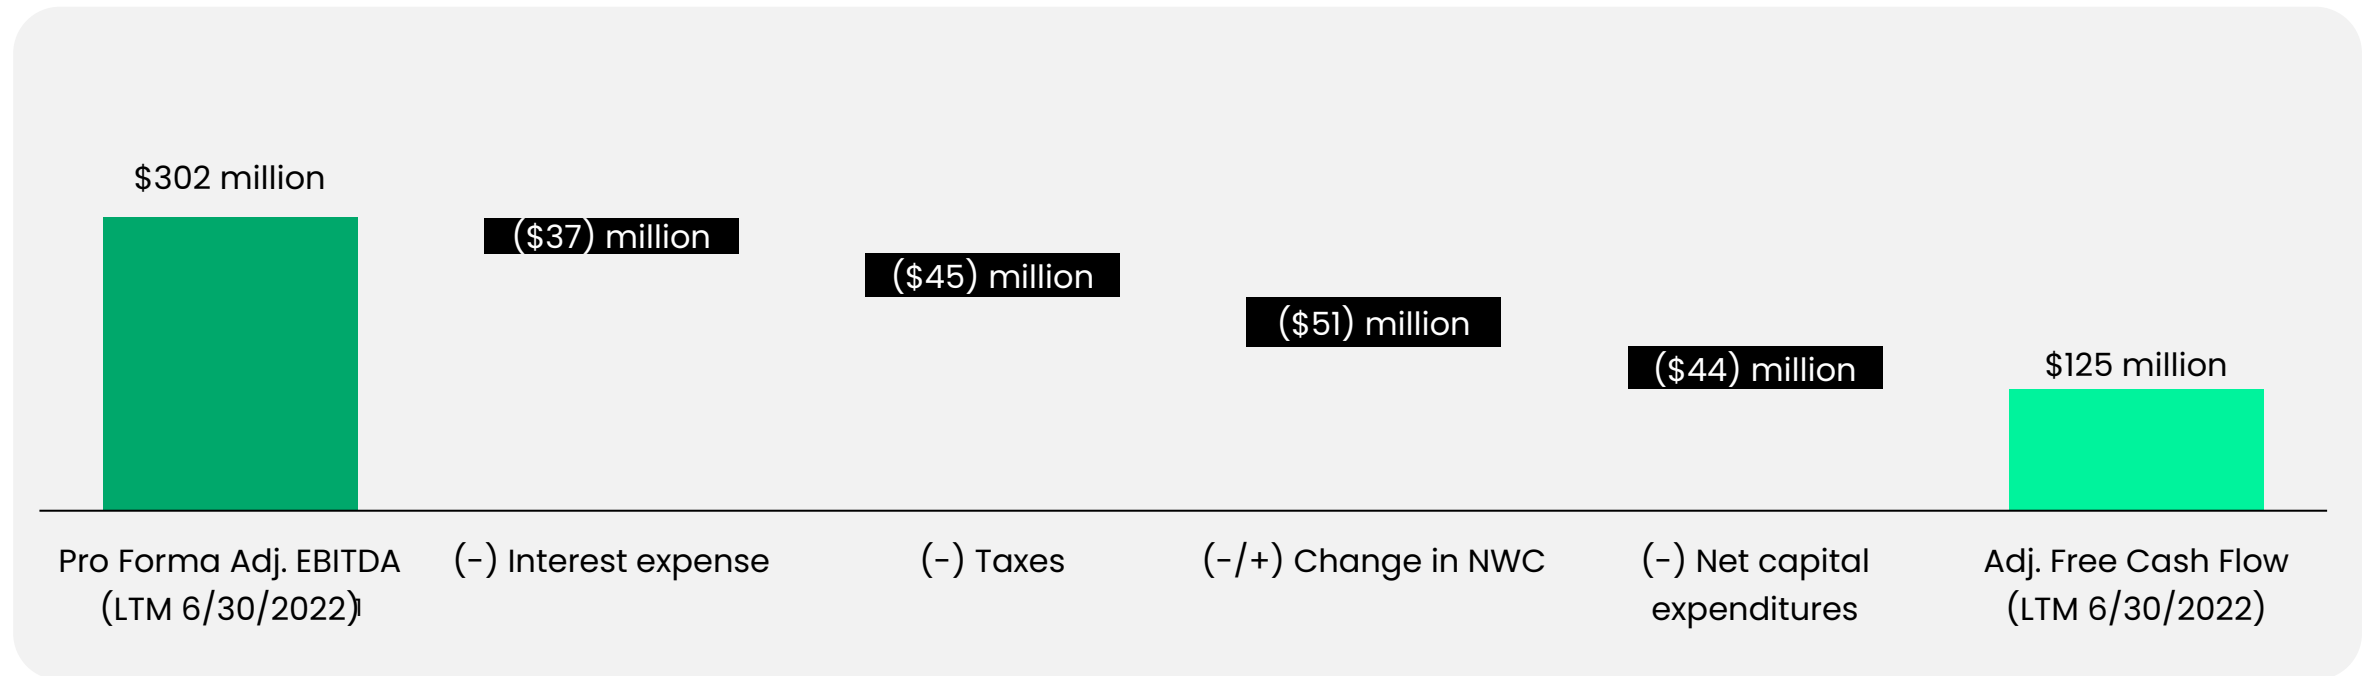 $302 million
($37) million
($45) million
($51) million
($44) million
$125 million
Pro Forma Adj. EBITDA
(LTM 6/30/2022)1
(-) Interest expense
(-) Taxes
(-/+) Change in NWC
(-) Net capital
expenditures
Adj. Free Cash Flow
(LTM 6/30/2022)